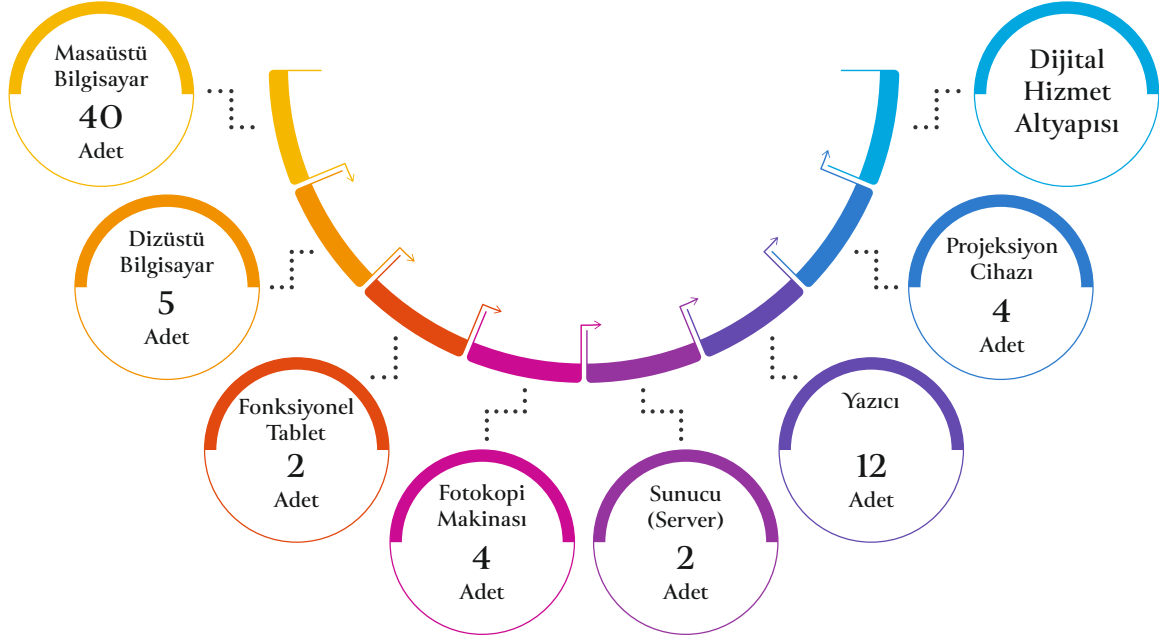 Masaüstü
Bilgisayar
40
Adet
Dizüstü
Bilgisayar
5
Adet
Fonksiyonel
Tablet
2
Adet
Fotokopi
Makinası
4
Adet
Sunucu
(Server)
2
Adet
Yazıcı
12
Adet
Projeksiyon
Cihazı
4
Adet
Dijital
Hizmet
Altyapısı